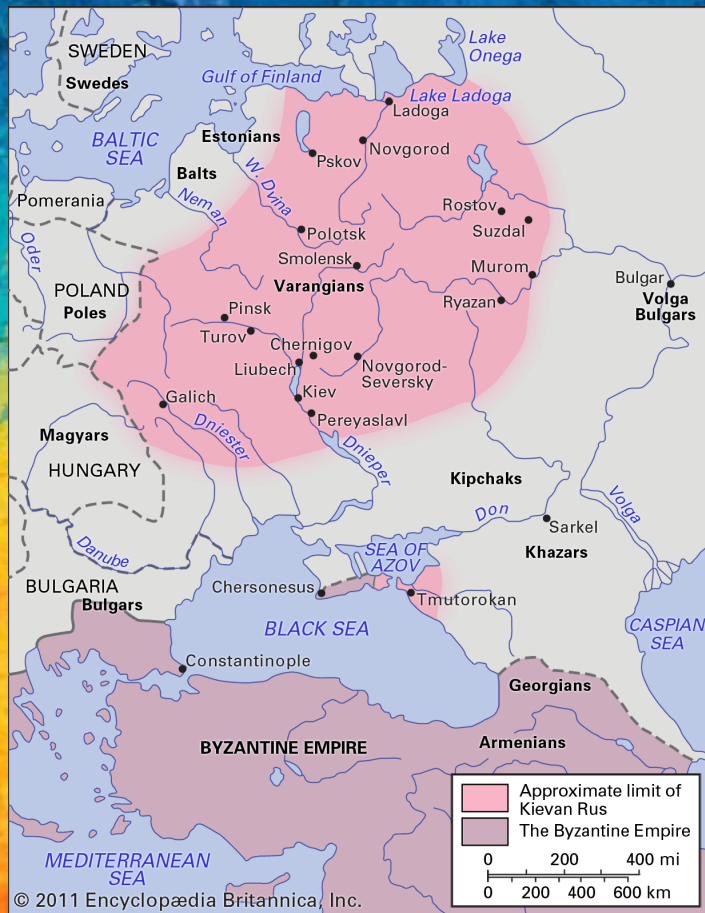 SWEDEN
Swedes
Lake
Onega
Gulf of Finland
Lake Ladoga
Ladoga
BALTIC
SEA
Estonians
Novgorod
Pskov
Balts
W. Dvina
Neman
Pomerania
Rostov
Suzdal
Oder
Polotsk
Smolensk
Murom
Varangians
Bulgar
Volga
Bulgars
POLAND
Poles
Ryazan
Pinsk
Turov
Chernigov
Liubech
Novgorod-
Seversky
Galich
Kiev
Pereyaslavl
Dniester
Dnieper
Magyars
HUNGARY
Kipchaks
Volga
Don
Sarkel
Khazars
Danube
SEA OF
AZOV
BULGARIA
Bulgars
Chersonesus
Tmutorokan
BLACK SEA
CASPIAN
SEA
Constantinople
Georgians
BYZANTINE EMPIRE
Armenians
Approximate limit of
Kievan Rus
The Byzantine Empire
0 200 400 mi
0 200 400 600 km
MEDITERRANEAN
SEA
© 2011 Encyclopædia Britannica, Inc.